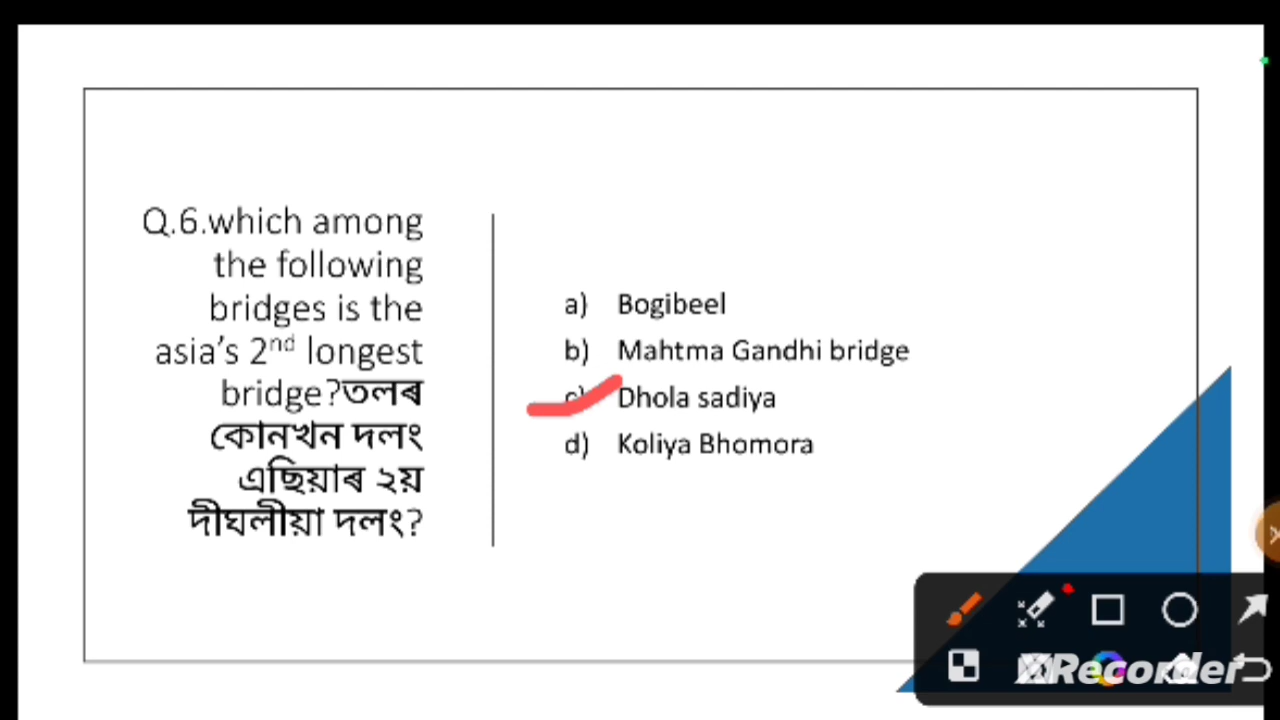 Q.6.which among
the following
bridges is the
asia's 2nd longest
bridge?তলৰ
কোনখন দলং
এছিয়াৰ ২য়
দীঘলীয়া দলং?
a) Bogibeel
b) Mahtma Gandhi bridge
c) Dhola sadiya
d) Koliya Bhomora
XRecorder